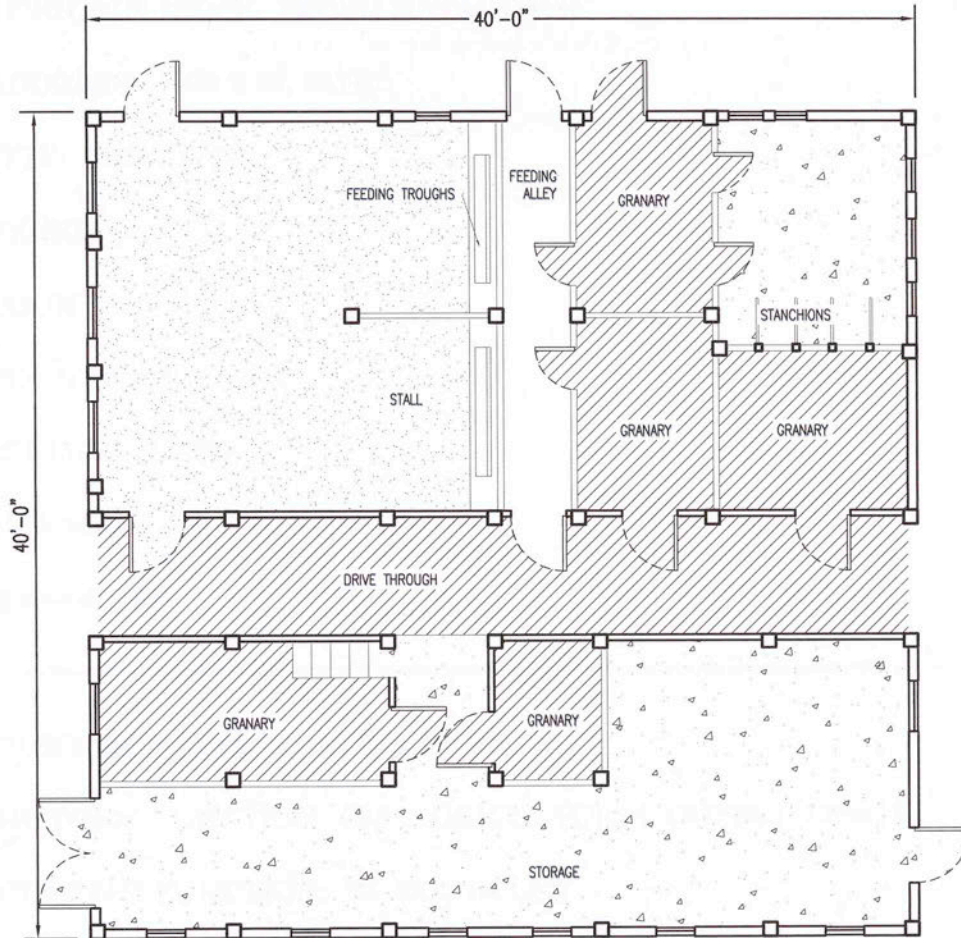 40'-0"
FEEDING TROUGHS
FEEDING
ALLEY
GRANARY
STANCHIONS
STALL
GRANARY
GRANARY
40'-0"
DRIVE THROUGH
GRANARY
GRANARY
STORAGE